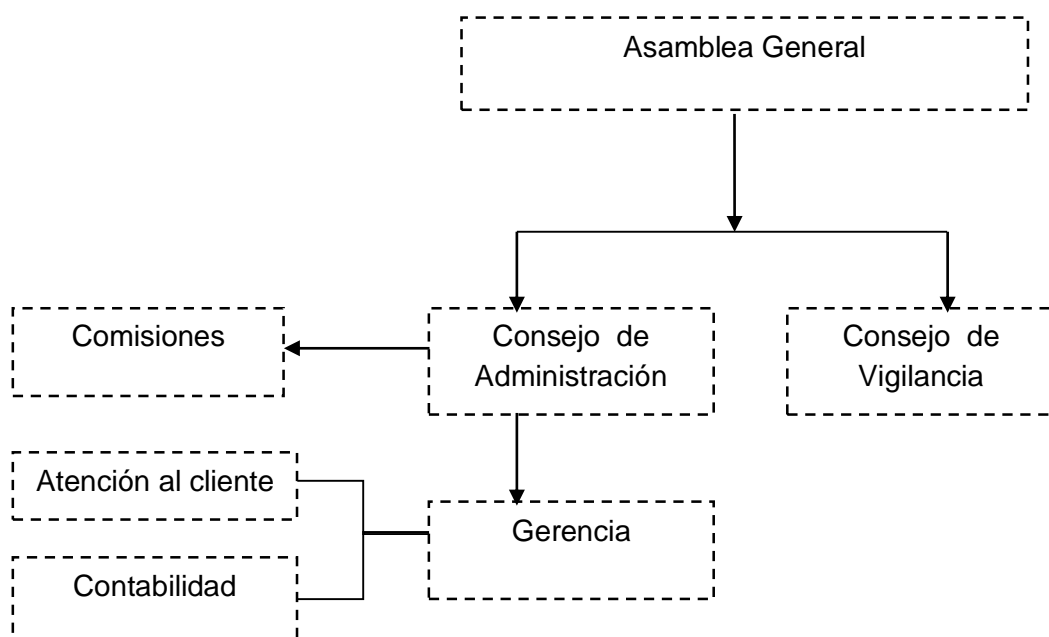 Asamblea General
Comisiones
Consejo de
Administración
Consejo de
Vigilancia
Atención al cliente
Gerencia
Contabilidad